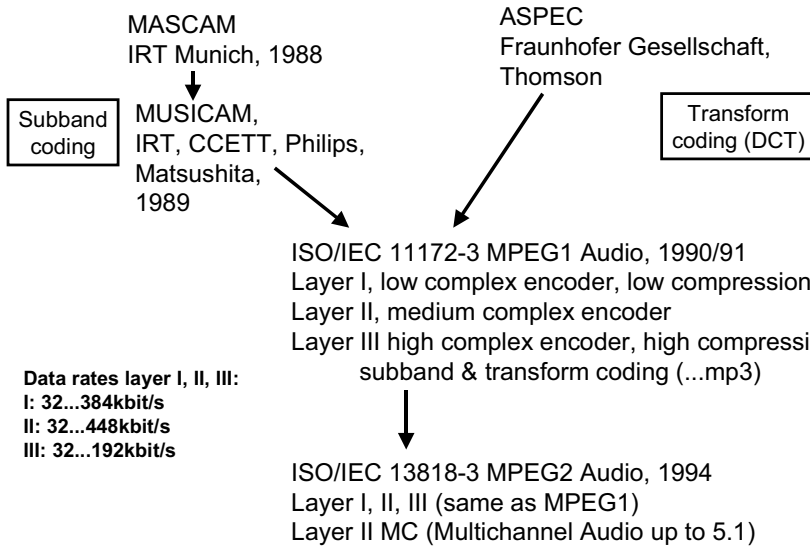 MASCAM
IRT Munich, 1988
ASPEC
Fraunhofer Gesellschaft,
Thomson
Subband
coding
MUSICAM,
IRT, CCETT, Philips,
Matsushita,
1989
Transform
coding (DCT)
ISO/IEC 11172-3 MPEG1 Audio, 1990/91
Layer I, low complex encoder, low compression
Layer II, medium complex encoder
Layer III high complex encoder, high compressi
subband & transform coding (...mp3)
Data rates layer I, II, III:
I: 32...384kbit/s
II: 32...448kbit/s
III: 32...192kbit/s
ISO/IEC 13818-3 MPEG2 Audio, 1994
Layer I, II, III (same as MPEG1)
Layer II MC (Multichannel Audio up to 5.1)